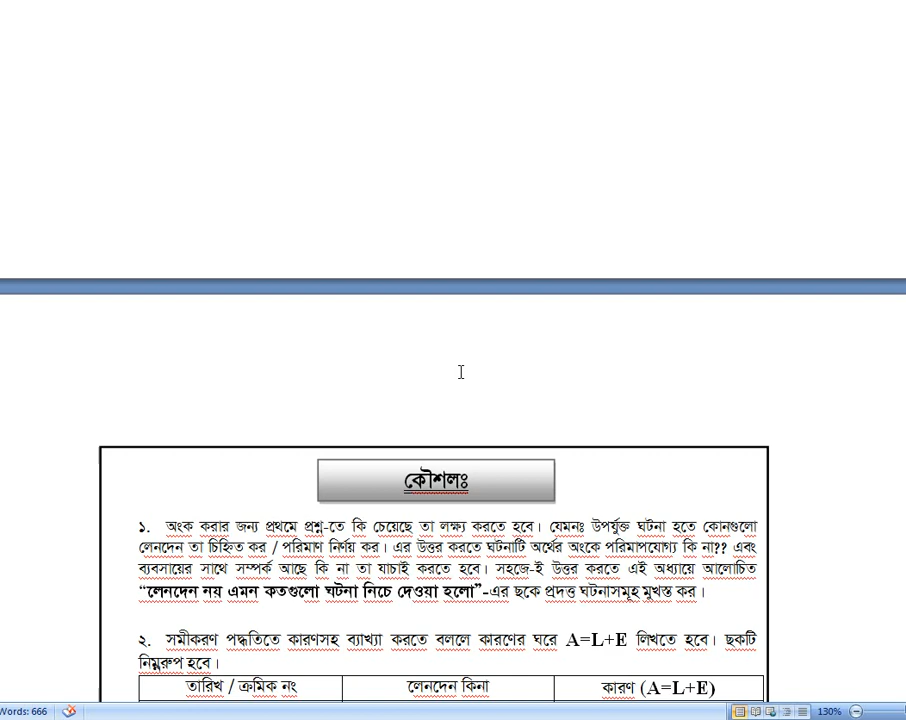 কৌশলঃ
১. অংক করার জন্য প্রথমে প্রশ্ন-তে কি চেয়েছে তা লক্ষ্য করতে হবে। যেমনঃ উপর্যুক্ত ঘটনা হতে কোনগুলো
লেনদেন তা চিহ্নিত কর / পরিমাণ নির্ণয় কর। এর উত্তর করতে ঘটনাটি অর্থের অংকে পরিমাপযোগ্য কি না?? এবং
ব্যবসায়ের সাথে সম্পর্ক আছে কি না তা যাচাই করতে হবে। সহজে-ই উত্তর করতে এই অধ্যায়ে আলোচিত
“লেনদেন নয় এমন কতগুলো ঘটনা নিচে দেওয়া হলো”-এর ছকে প্রদত্ত ঘটনাসমূহ মুখস্ত কর।
২. সমীকরণ পদ্ধতিতে কারণসহ ব্যাখ্যা করতে বললে কারণের ঘরে A=L+E লিখতে হবে। ছকটি
নিম্নরুপ হবে।
তারিখ / ক্রমিক নং লেনদেন কিনা কারণ (A=L+E)
Words: 666 130%